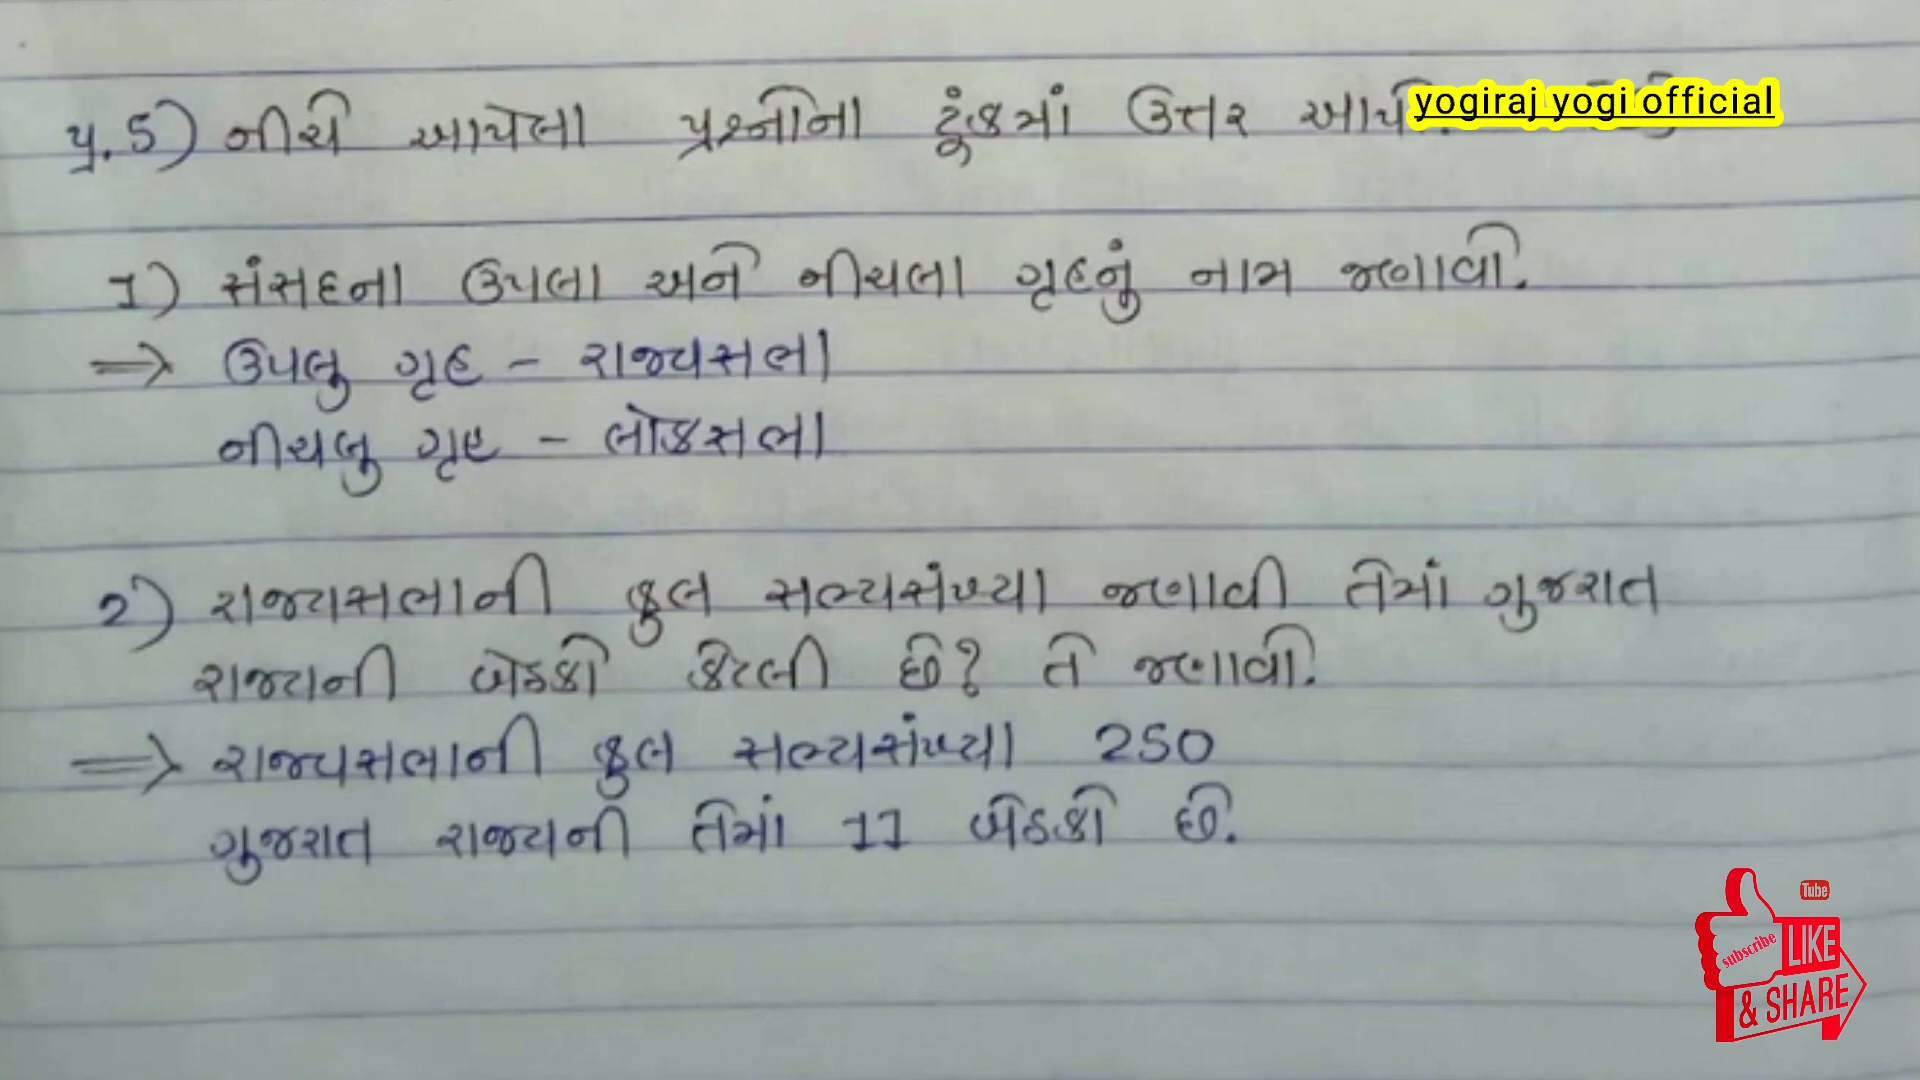 પ્ર.5) નીચે આપેલા પ્રશ્નોના ટૂંકમાં ઉત્તર
yogiraj yogi official
1) સંસદના ઉપલા અને નીચલા ગૃહનું નામ જણાવો.
⇒ ઉપલુ ગૃહ - રાજ્યસભા
નીચલુ ગૃહ - લોકસભા
2) રાજ્યસભાની કુલ સભ્યસંખ્યા જણાવી તેમાં ગુજરાત
રાજ્યની બેઠકો કેટલી છે? તે જણાવો.
⇒ રાજ્યસભાની કુલ સભ્યસંખ્યા 250
ગુજરાત રાજ્યની તેમાં 11 બેઠકો છે.
Tube
subscribe
LIKE
& SHARE